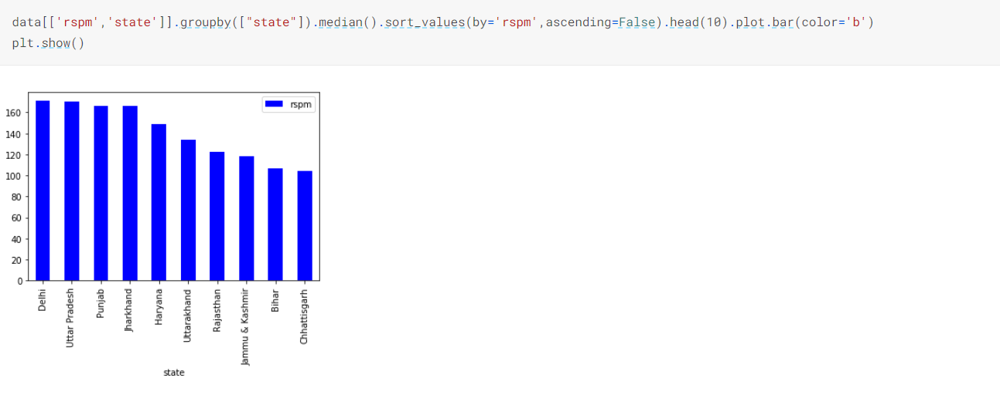 data[['rspm','state']].groupby(["state"]).median().sort_values(by='rspm',ascending=False).head(10).plot.bar(color='b')
plt.show()
rspm
160
140
120
100
80
60
40
20
0
Delhi
Uttar Pradesh
Punjab
Jharkhand
Haryana
Uttarakhand
Rajasthan
Jammu & Kashmir
Bihar
Chhattisgarh
state